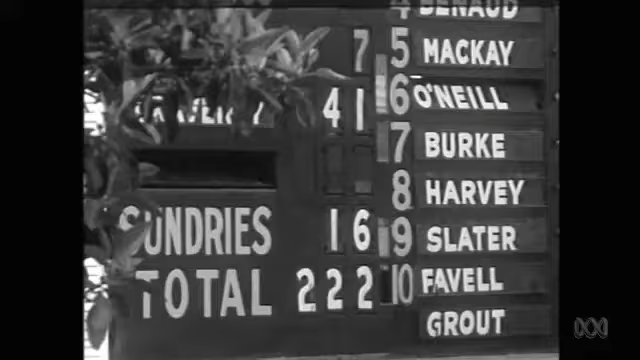 4 BENAUD
7 5 MACKAY
41 6 O'NEILL
7 BURKE
8 HARVEY
SUNDRIES 16 9 SLATER
TOTAL 222 10 FAVELL
GROUT
ABC